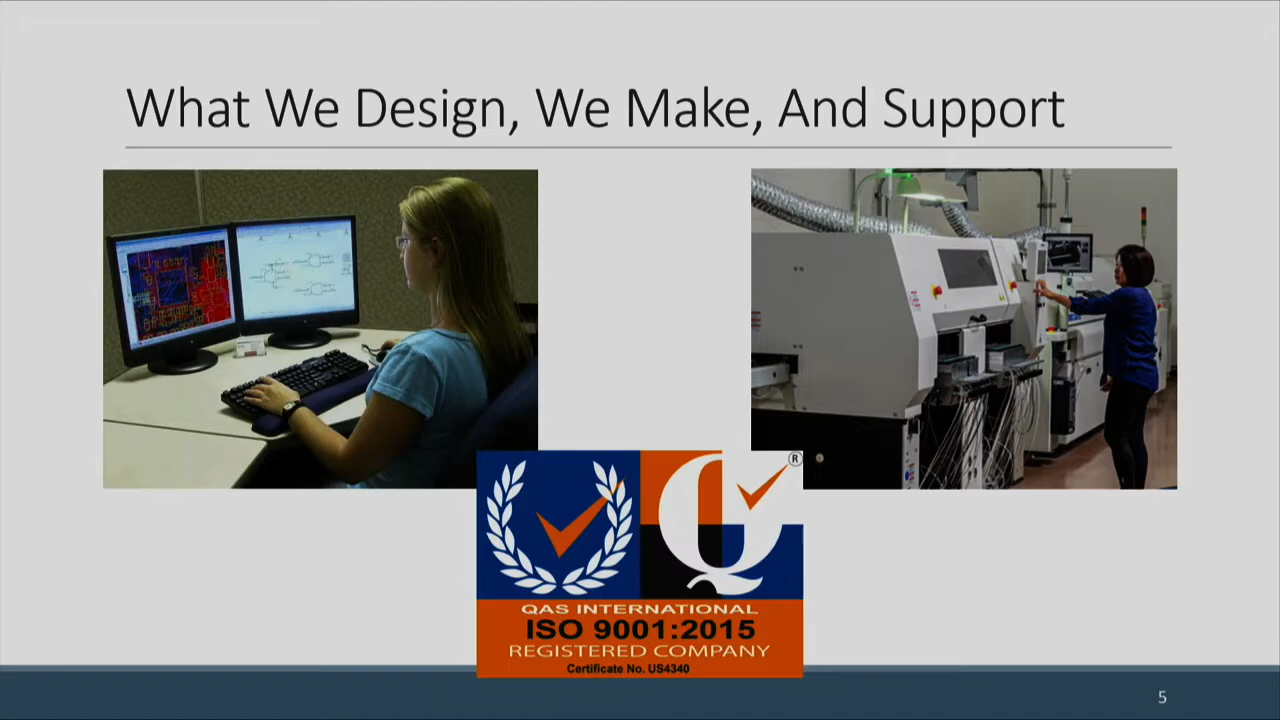 What We Design, We Make, And Support
®
QAS INTERNATIONAL
ISO 9001:2015
REGISTERED COMPANY
Certificate No. US4340
5